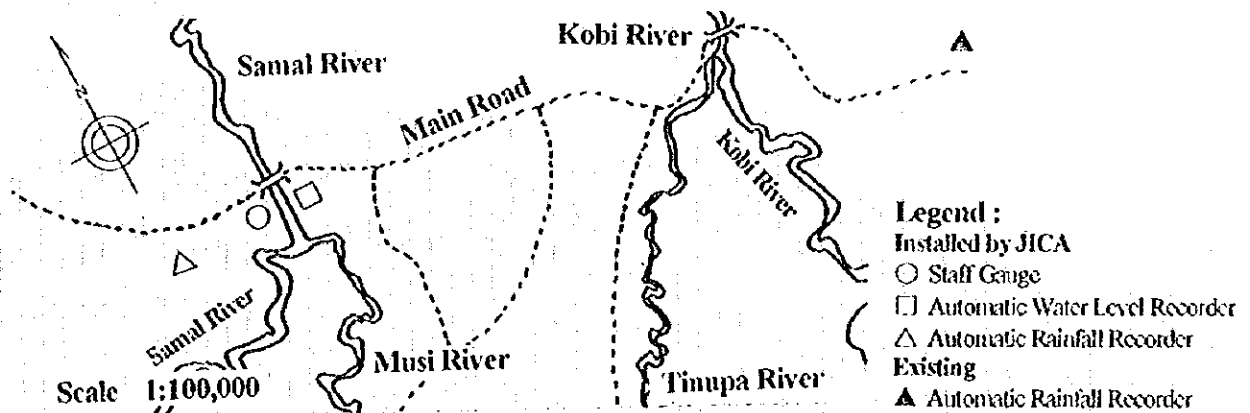 Kobi River
Samal River
N
Main Road
Kobi River
Samal River
Musi River
Tinupa River
Scale 1:100,000
Legend :
Installed by JICA
○ Staff Gauge
□ Automatic Water Level Recorder
△ Automatic Rainfall Recorder
Existing
▲ Automatic Rainfall Recorder